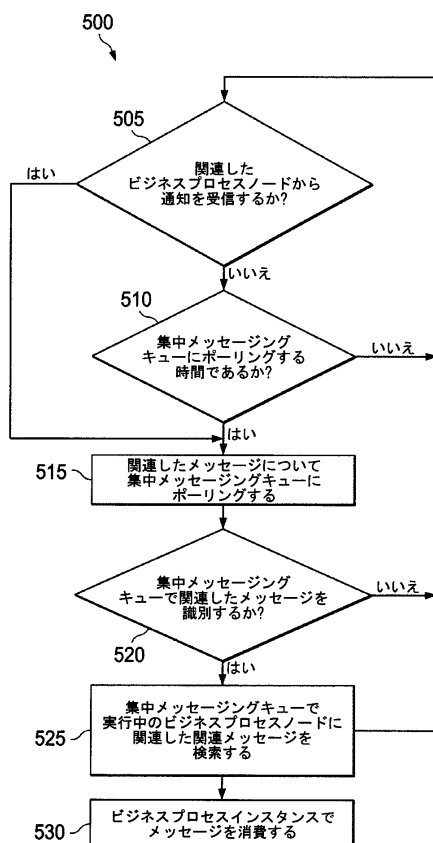 500
505
関連した
ビジネスプロセスノードから
通知を受信するか?
はい
いいえ
510
集中メッセージング
キューにポーリングする
時間であるか?
いいえ
はい
515
関連したメッセージについて
集中メッセージングキューに
ポーリングする
集中メッセージング
キューで関連したメッセージを
識別するか?
いいえ
520
はい
525
集中メッセージングキューで
実行中のビジネスプロセスノードに
関連した関連メッセージを
検索する
530
ビジネスプロセスインスタンスで
メッセージを消費する